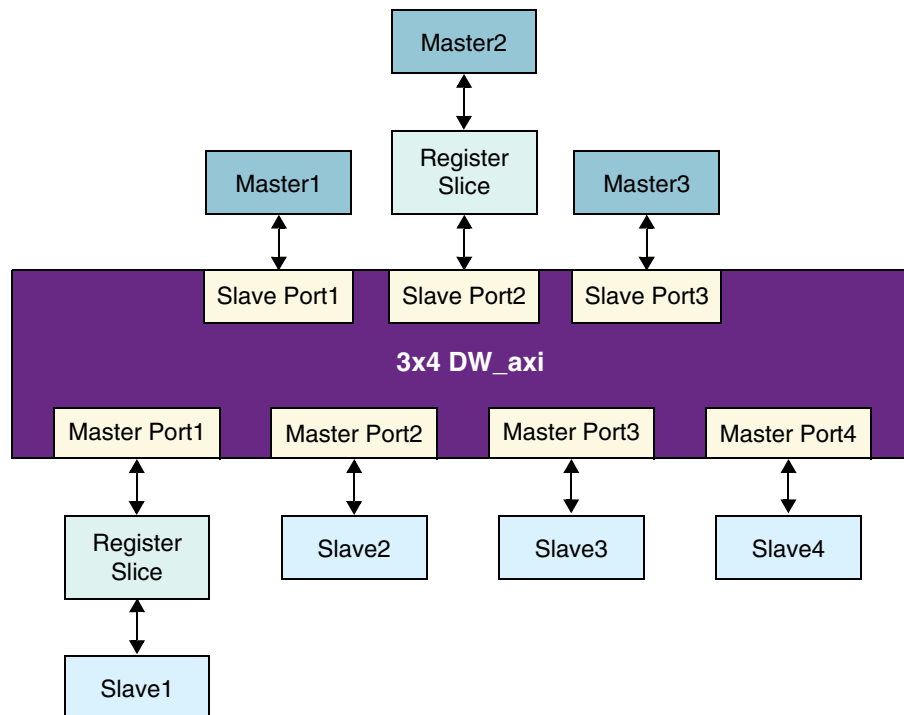 Master2
Register
Slice
Master1
Master3
Slave Port1
Slave Port2
Slave Port3
3x4 DW_axi
Master Port1
Master Port2
Master Port3
Master Port4
Register
Slice
Slave2
Slave3
Slave4
Slave1